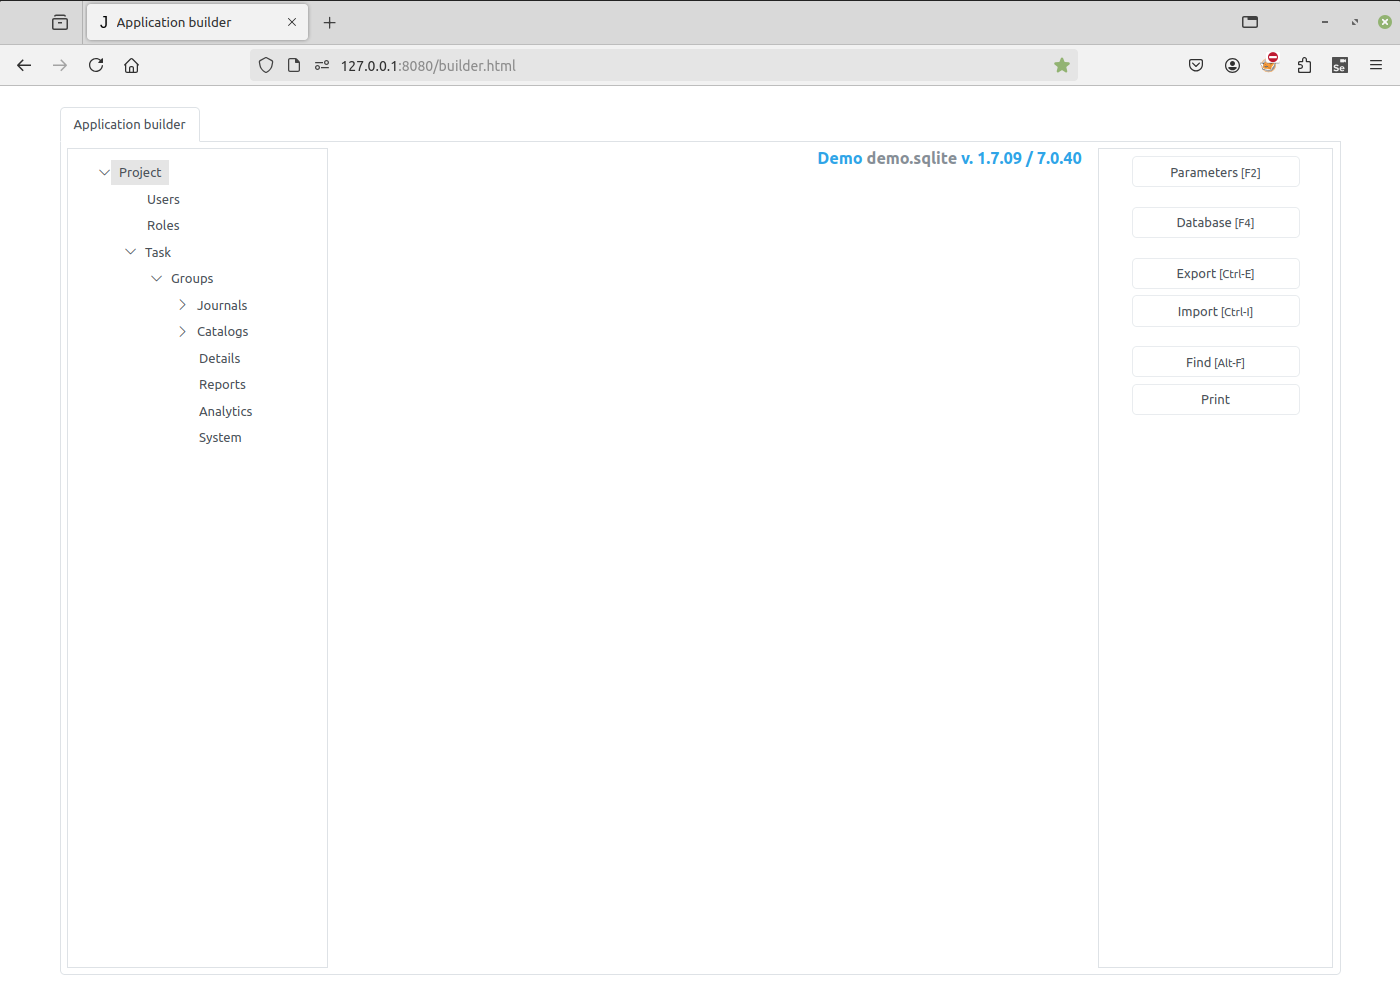 J Application builder
127.0.0.1:8080/builder.html
Se
Application builder
Demo demo.sqlite v. 1.7.09 / 7.0.40
Project
Users
Roles
Task
Groups
Journals
Catalogs
Details
Reports
Analytics
System
Parameters [F2]
Database [F4]
Export [Ctrl-E]
Import [Ctrl-I]
Find [Alt-F]
Print